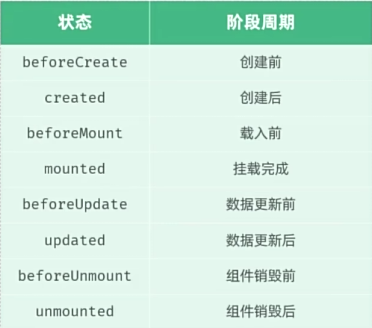 状态 阶段周期
beforeCreate 创建前
created 创建后
beforeMount 载入前
mounted 挂载完成
beforeUpdate 数据更新前
updated 数据更新后
beforeUnmount 组件销毁前
unmounted 组件销毁后